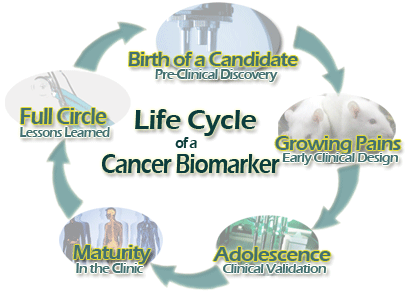 Birth of a Candidate
Pre-Clinical Discovery
Growing Pains
Early Clinical Design
Adolescence
Clinical Validation
Maturity
In the Clinic
Full Circle
Lessons Learned
Life Cycle
of a
Cancer Biomarker